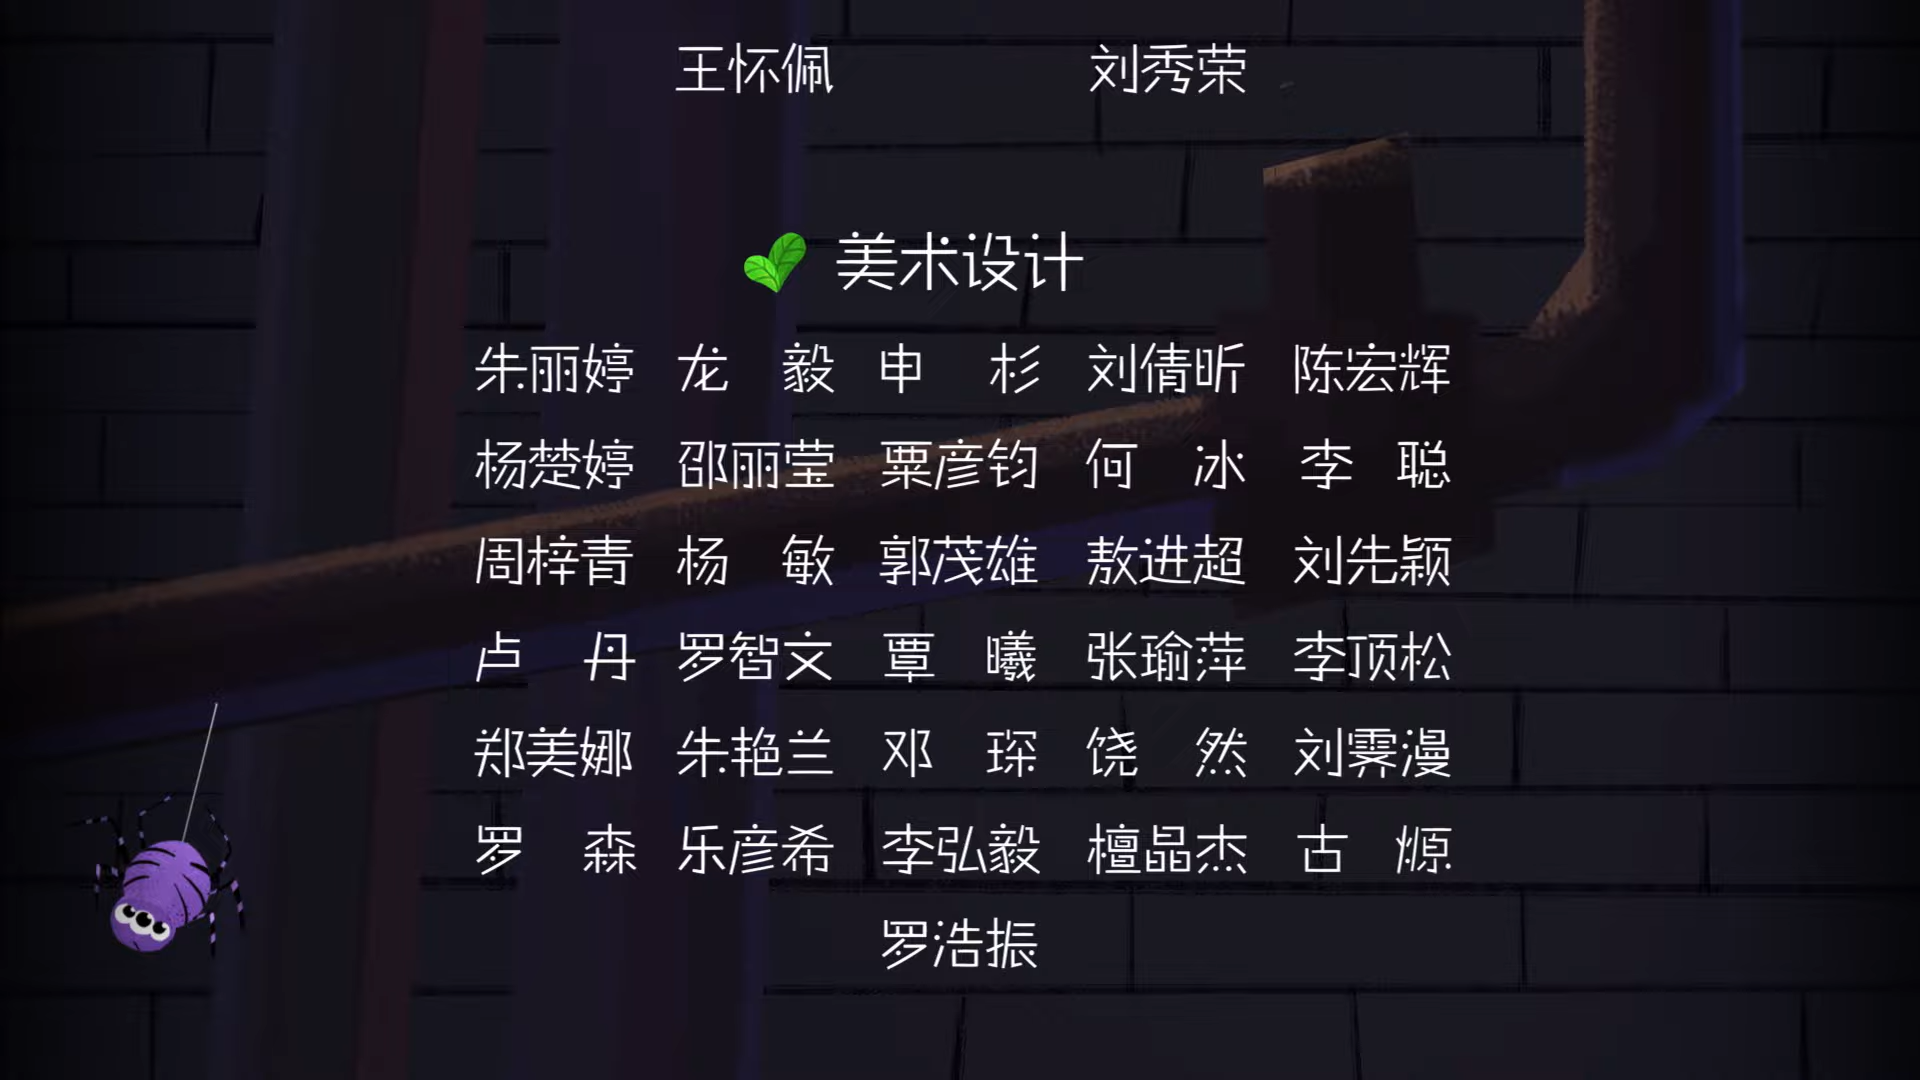 王怀佩 刘秀荣
美术设计
朱丽婷 龙毅 申杉 刘倩昕 陈宏辉
杨楚婷 邵丽莹 粟彦钧 何冰 李聪
周梓青 杨敏 郭茂雄 敖进超 刘先颖
卢丹 罗智文 覃曦 张瑜萍 李顶松
郑美娜 朱艳兰 邓琛 饶然 刘霁漫
罗森 乐彦希 李弘毅 檀晶杰 古煭
罗浩振